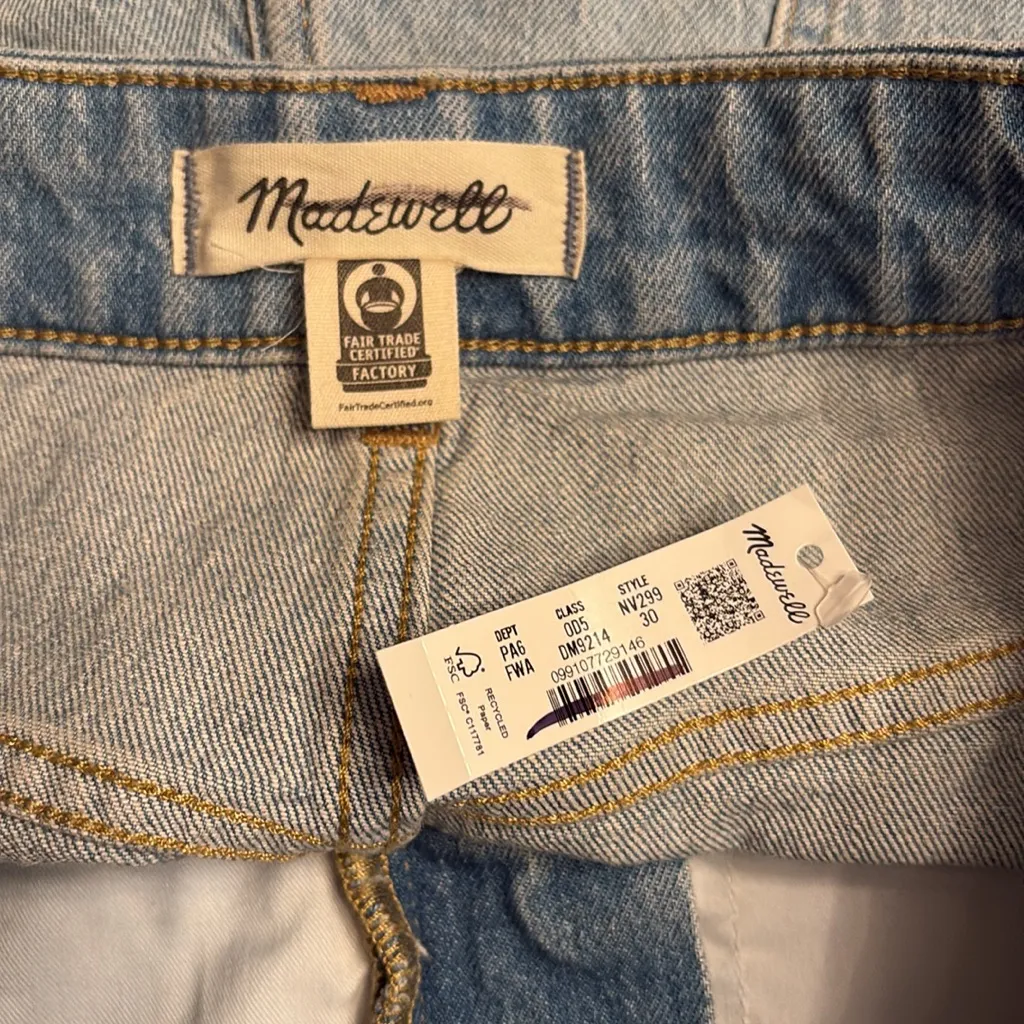 Madewell
FAIR TRADE
CERTIFIED
FACTORY
FairTradeCertified.org
Madewell
DEPT CLASS STYLE
PA6 0D5 NV299
FWA DM9214 30
099107729146
FSC
FSC® C117781
RECYCLED
Paper